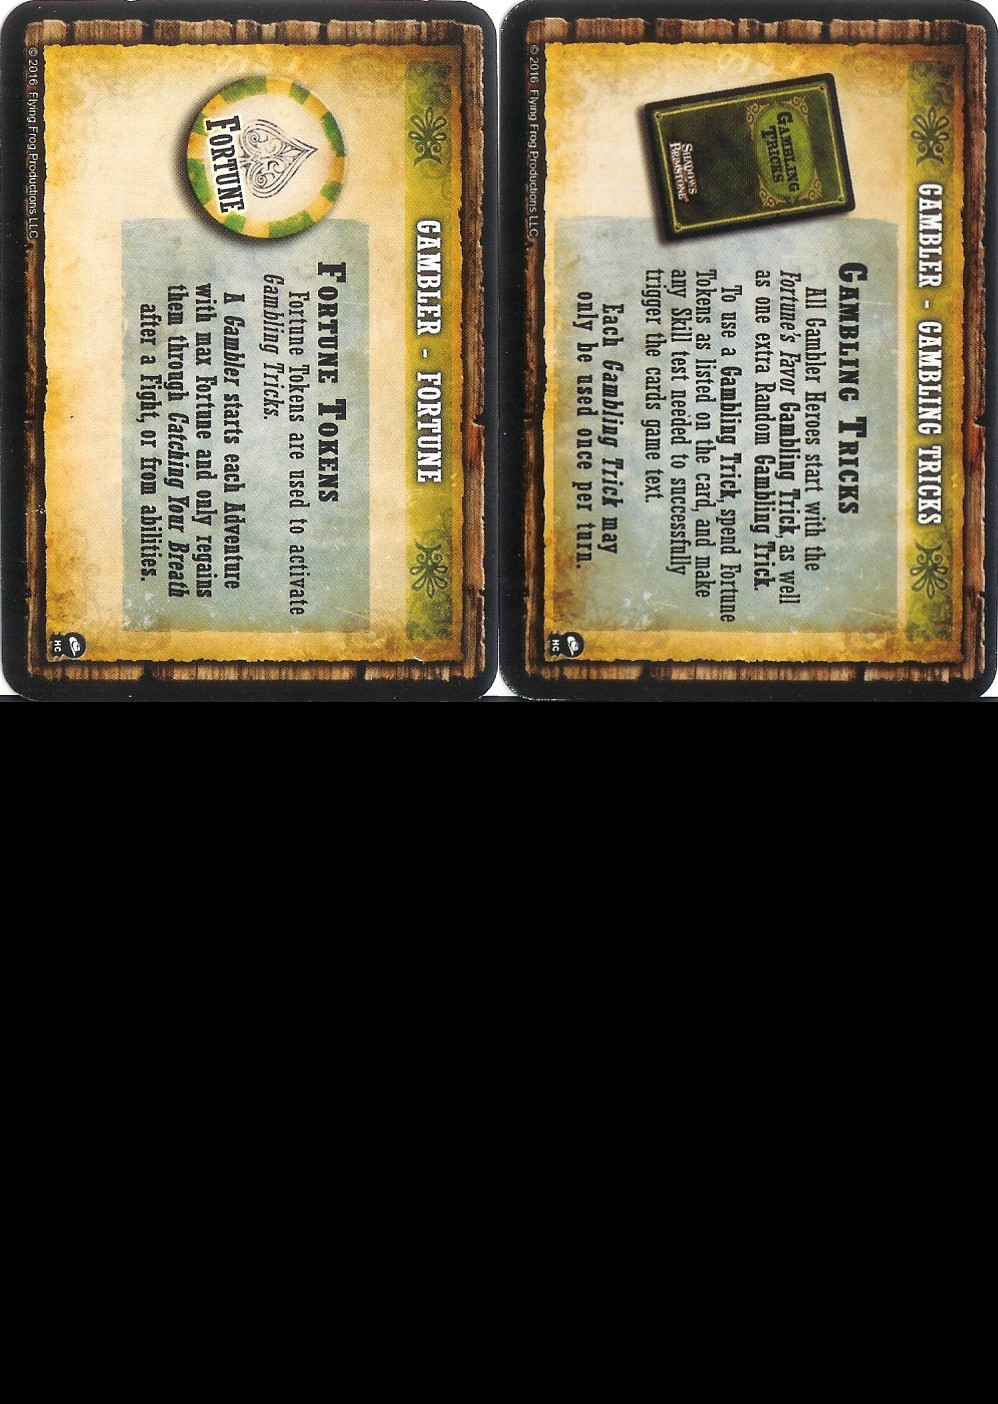 GAMBLER - FORTUNE
FORTUNE
FORTUNE TOKENS
Fortune Tokens are used to activate
Gambling Tricks.
A Gambler starts each Adventure
with max Fortune and only regains
them through Catching Your Breath
after a Fight, or from abilities.
© 2016 Flying Frog Productions LLC
HC
GAMBLER - GAMBLING TRICKS
GAMBLING
TRICKS
SHADOWS
BRIMSTONE
GAMBLING TRICKS
All Gambler Heroes start with the
Fortune's Favor Gambling Trick, as well
as one extra Random Gambling Trick.
To use a Gambling Trick, spend Fortune
Tokens as listed on the card, and make
any Skill test needed to successfully
trigger the cards game text.
Each Gambling Trick may
only be used once per turn.
© 2016 Flying Frog Productions LLC
HC